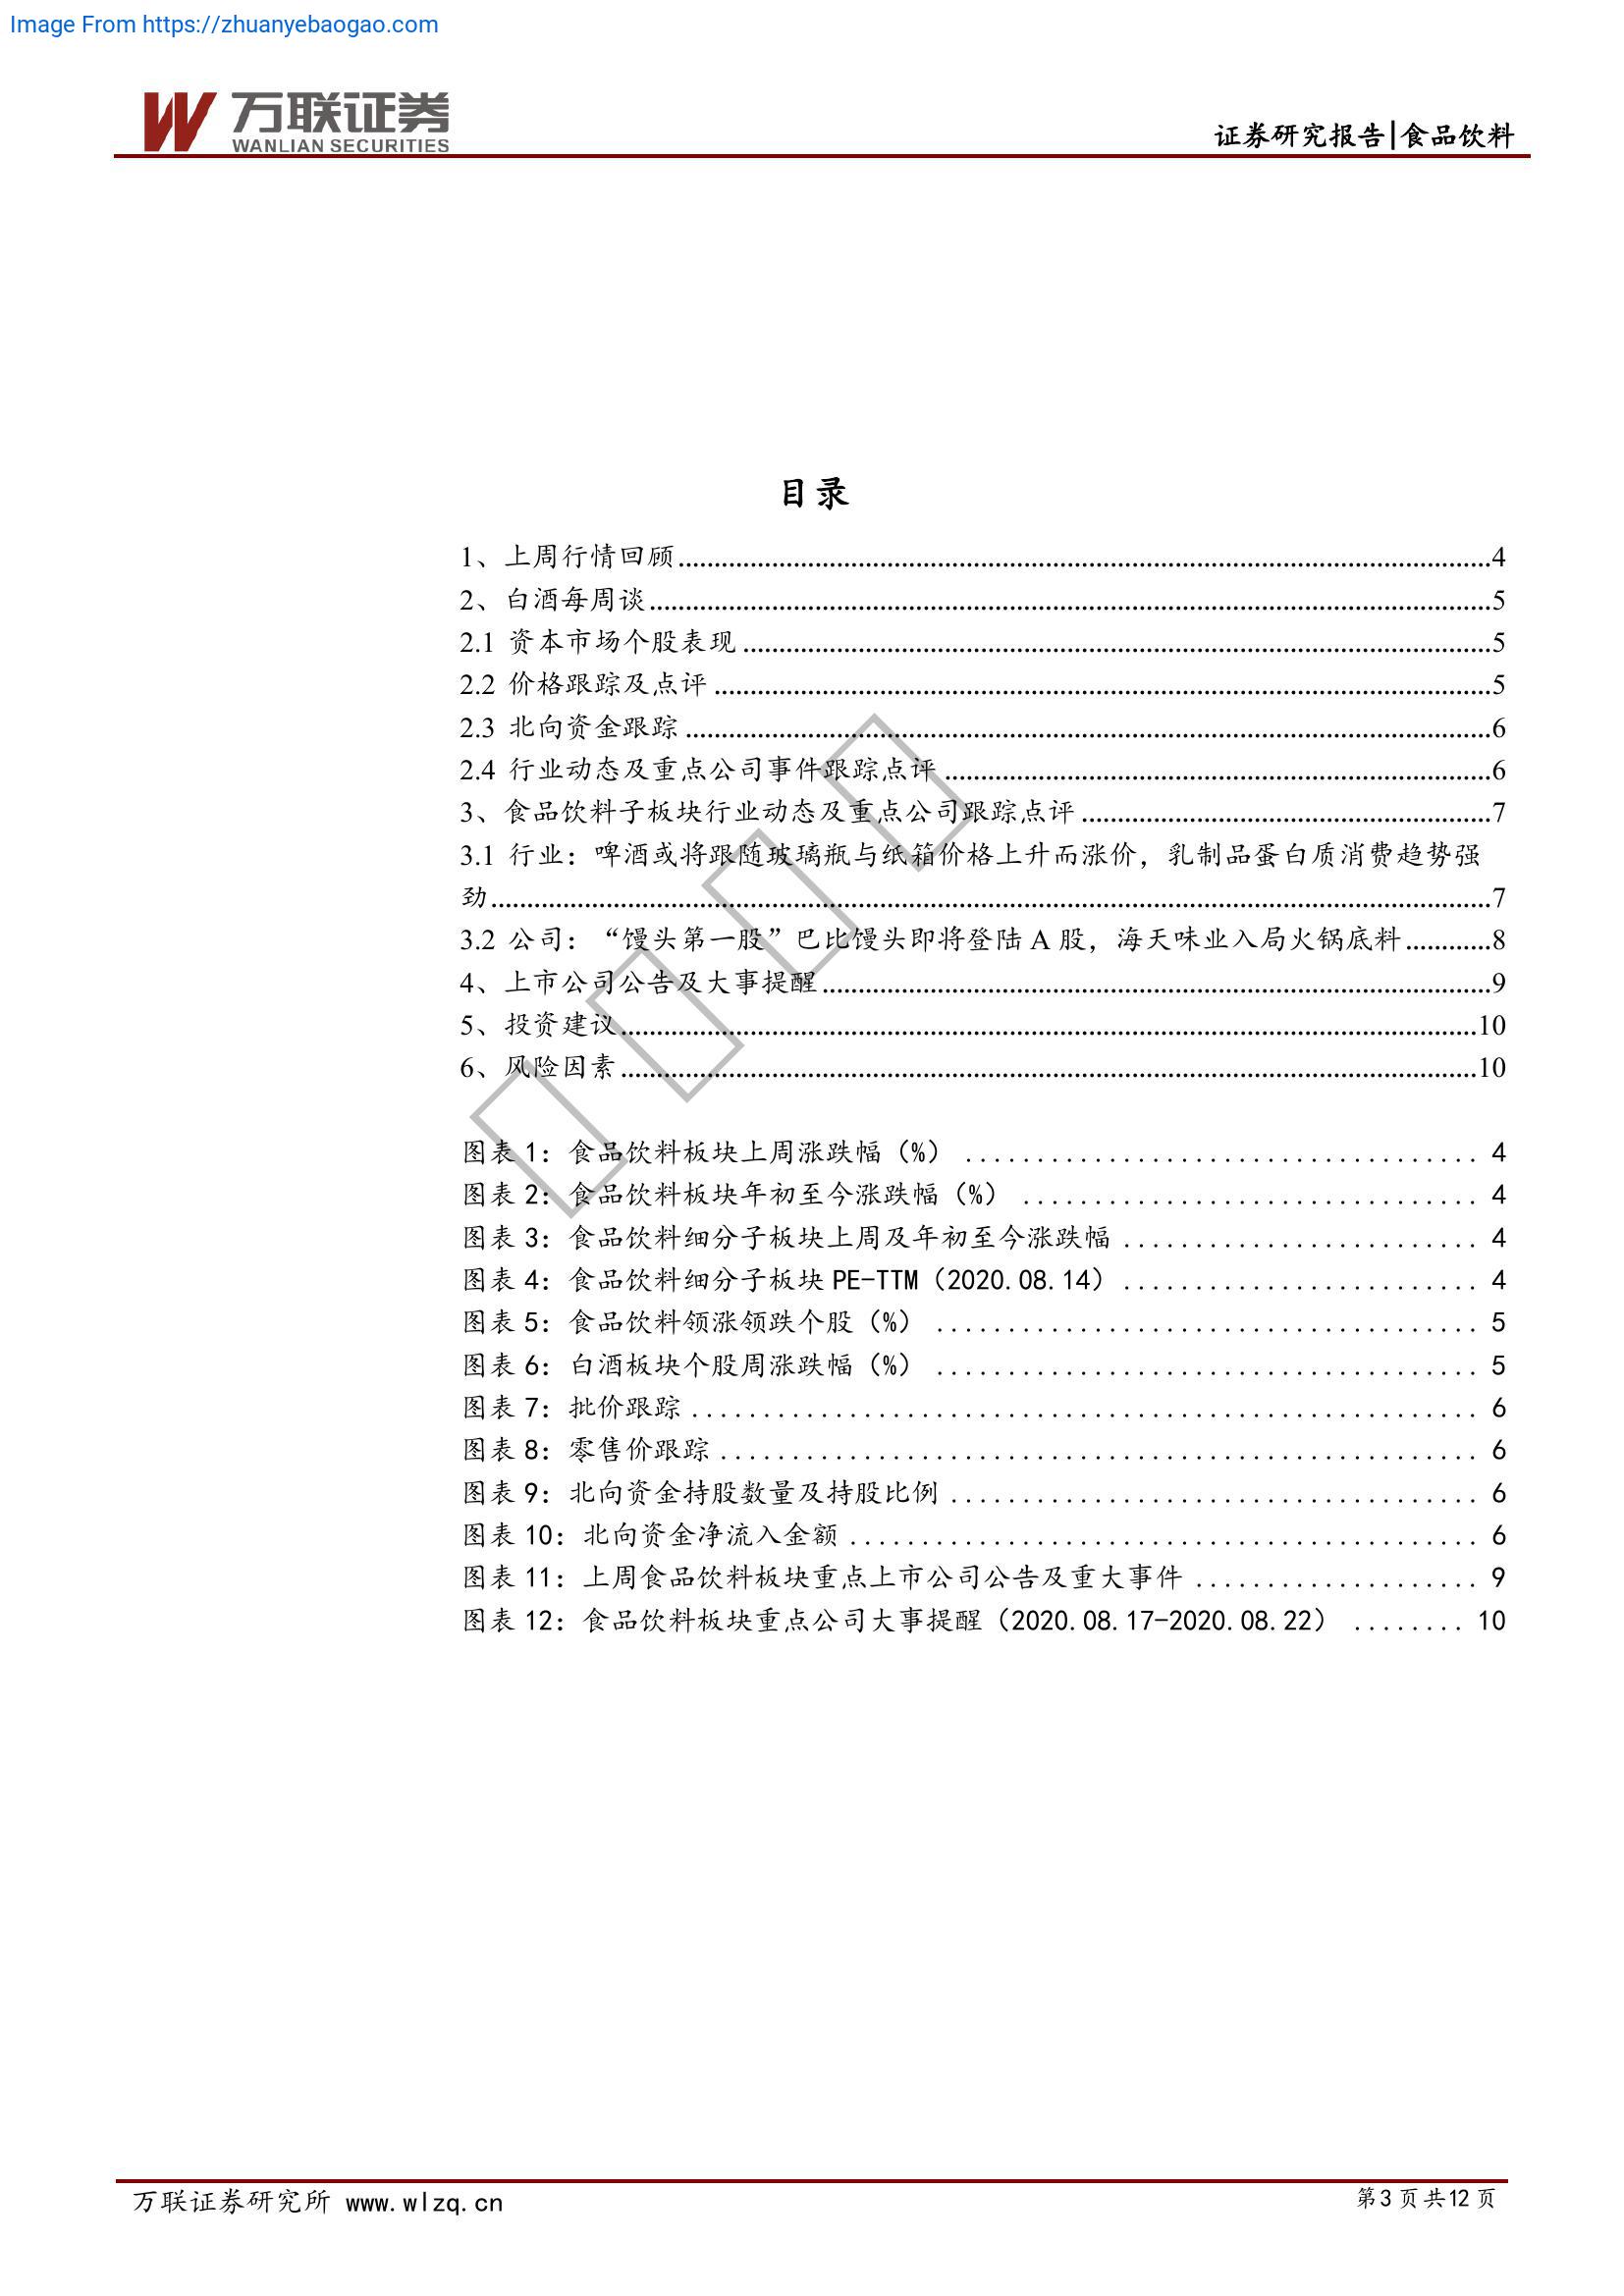 Image From https://zhuanyebaogao.com
万联证券
WANLIAN SECURITIES
证券研究报告|食品饮料
目录
1、上周行情回顾........4
2、白酒每周谈........5
2.1 资本市场个股表现........5
2.2 价格跟踪及点评........5
2.3 北向资金跟踪........6
2.4 行业动态及重点公司事件跟踪点评........6
3、食品饮料子板块行业动态及重点公司跟踪点评........7
3.1 行业：啤酒或将跟随玻璃瓶与纸箱价格上升而涨价，乳制品蛋白质消费趋势强
劲........7
3.2 公司：“馒头第一股”巴比馒头即将登陆 A 股，海天味业入局火锅底料........8
4、上市公司公告及大事提醒........9
5、投资建议........10
6、风险因素........10
图表 1：食品饮料板块上周涨跌幅（%） ........ 4
图表 2：食品饮料板块年初至今涨跌幅（%） ........ 4
图表 3：食品饮料细分子板块上周及年初至今涨跌幅 ........ 4
图表 4：食品饮料细分子板块 PE-TTM（2020.08.14） ........ 4
图表 5：食品饮料领涨领跌个股（%） ........ 5
图表 6：白酒板块个股周涨跌幅（%） ........ 5
图表 7：批价跟踪 ........ 6
图表 8：零售价跟踪 ........ 6
图表 9：北向资金持股数量及持股比例 ........ 6
图表 10：北向资金净流入金额 ........ 6
图表 11：上周食品饮料板块重点上市公司公告及重大事件 ........ 9
图表 12：食品饮料板块重点公司大事提醒（2020.08.17-2020.08.22） ........ 10
万联证券研究所 www.wlzq.cn
第 3 页 共 12 页